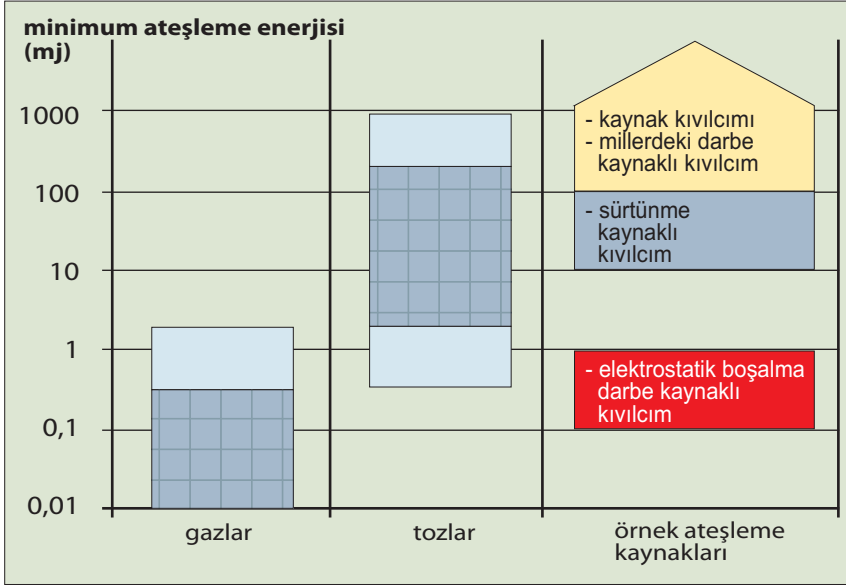 minimum ateşleme enerjisi
(mj)
1000
100
10
1
0,1
0,01
- kaynak kıvılcımı
- millerdeki darbe
kaynaklı kıvılcım
- sürtünme
kaynaklı
kıvılcım
- elektrostatik boşalma
darbe kaynaklı
kıvılcım
gazlar
tozlar
örnek ateşleme
kaynakları